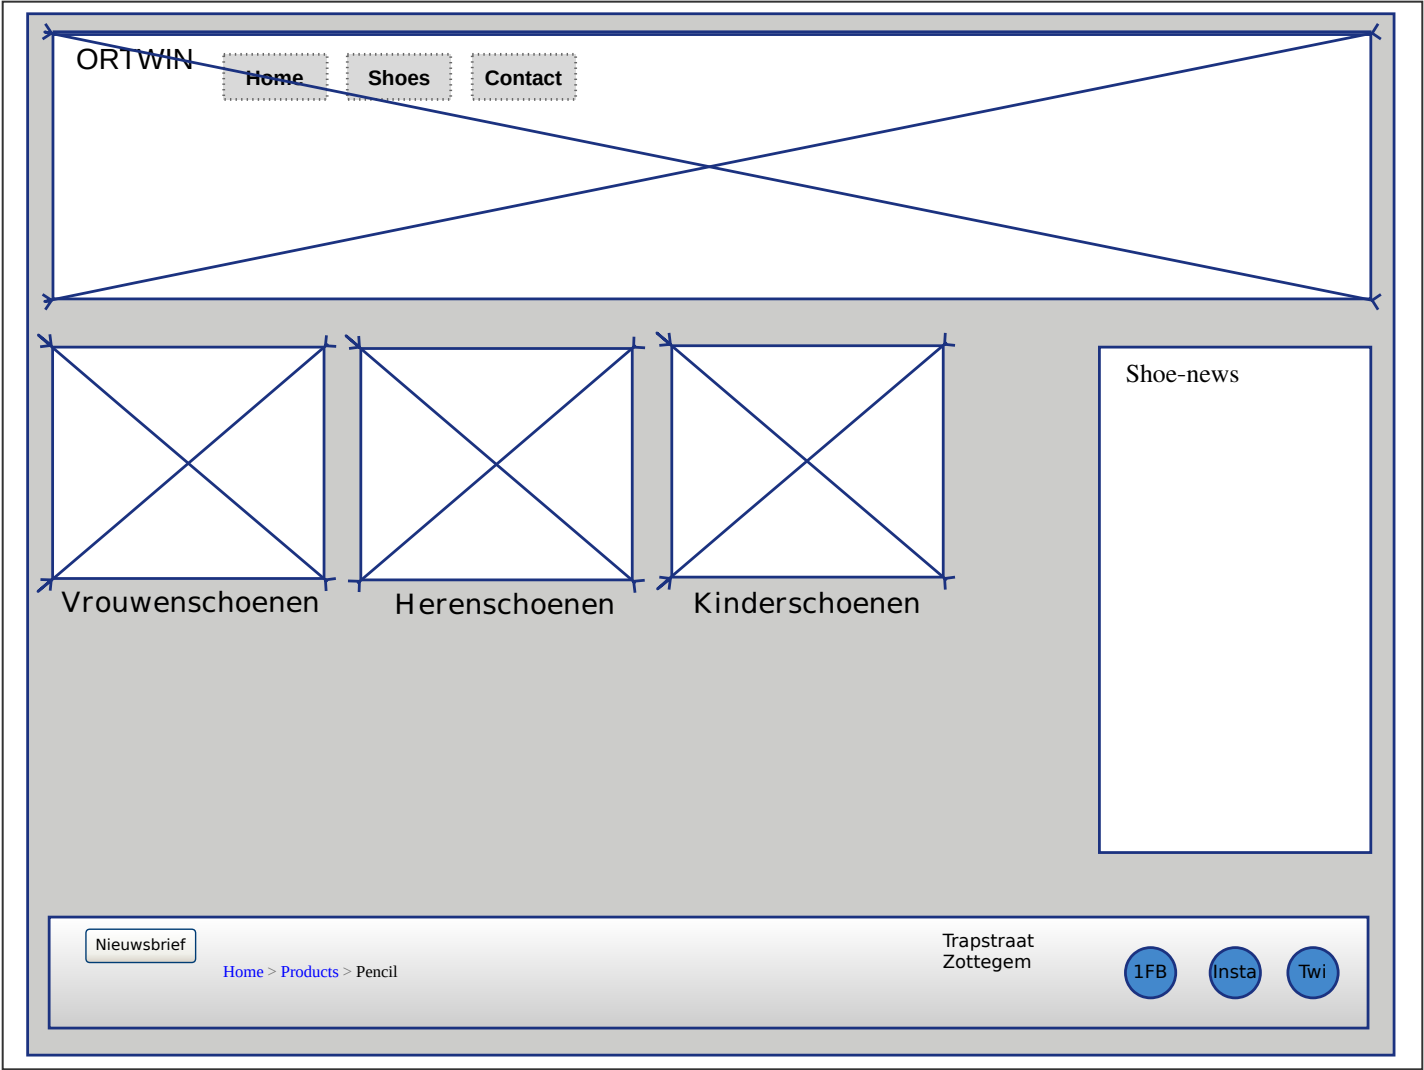 ORTWIN
Home
Shoes
Contact
Shoe-news
Vrouwenschoenen
Herenschoenen
Kinderschoenen
Nieuwsbrief
Home > Products > Pencil
Trapstraat
Zottegem
1FB
Insta
Twi